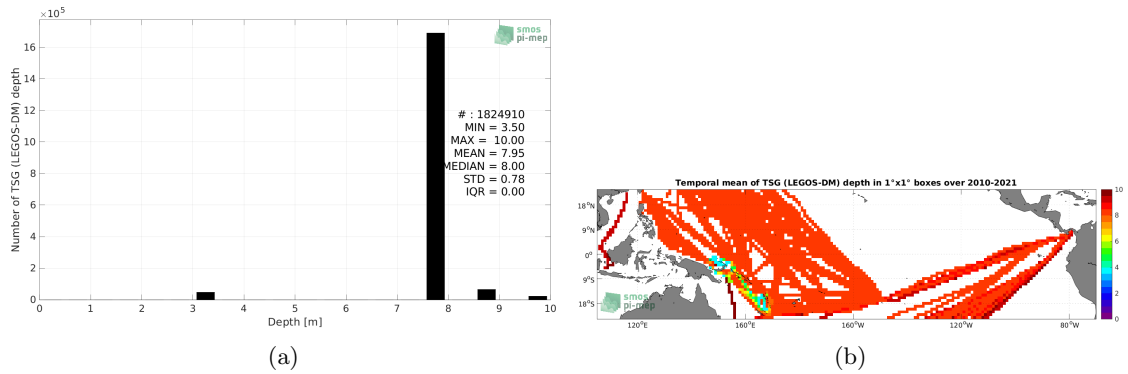 ×10⁵
16
14
12
10
8
6
4
2
0
Number of TSG (LEGOS-DM) depth
0 1 2 3 4 5 6 7 8 9 10
Depth [m]
smos
pi-mep
# : 1824910
MIN = 3.50
MAX = 10.00
MEAN = 7.95
MEDIAN = 8.00
STD = 0.78
IQR = 0.00
(a)
Temporal mean of TSG (LEGOS-DM) depth in 1°x1° boxes over 2010-2021
18°N
9°N
0°
9°S
18°S
smos
pi-mep
120°E 160°E 160°W 120°W 80°W
10
8
6
4
2
0
(b)